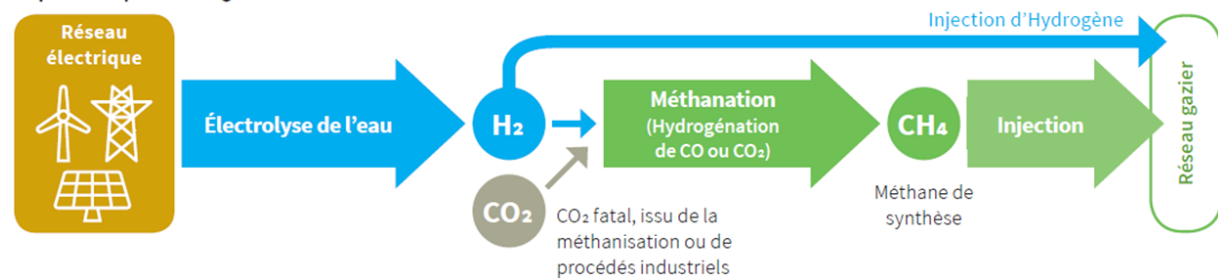 Réseau
électrique
Injection d’Hydrogène
Électrolyse de l’eau
H₂
Méthanation
(Hydrogénation
de CO ou CO₂)
CH₄
Injection
Réseau gazier
CO₂
CO₂ fatal, issu de la
méthanisation ou de
procédés industriels
Méthane de
synthèse